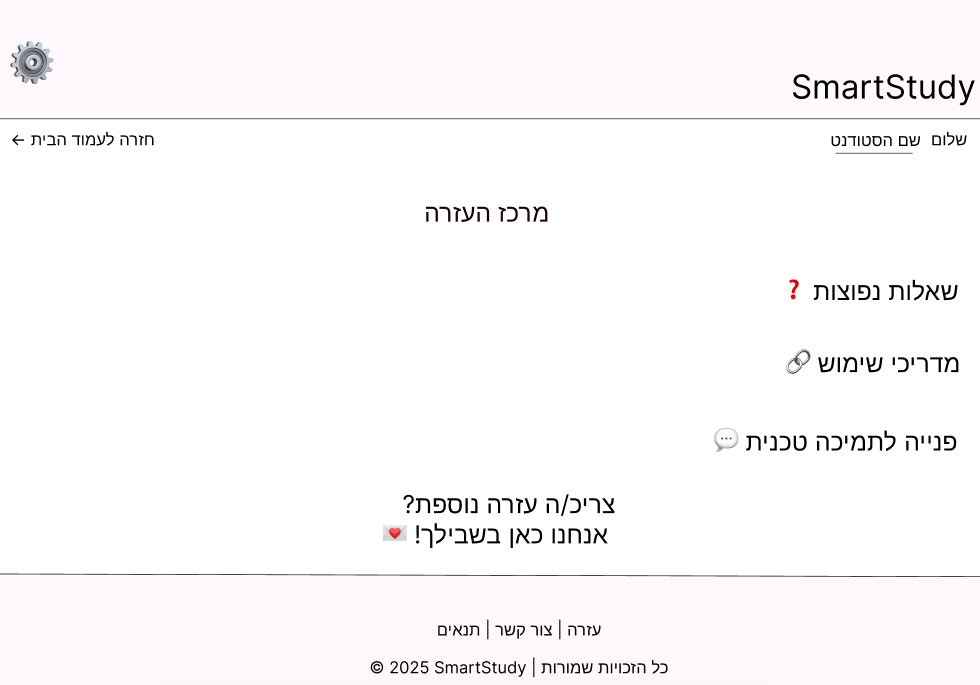 SmartStudy
שלום שם הסטודנט
חזרה לעמוד הבית ←
מרכז העזרה
שאלות נפוצות ❓
מדריכי שימוש 🔗
פנייה לתמיכה טכנית 💬
צריכ/ה עזרה נוספת?
אנחנו כאן בשבילך! 💌
עזרה | צור קשר | תנאים
כל הזכויות שמורות | SmartStudy 2025 ©